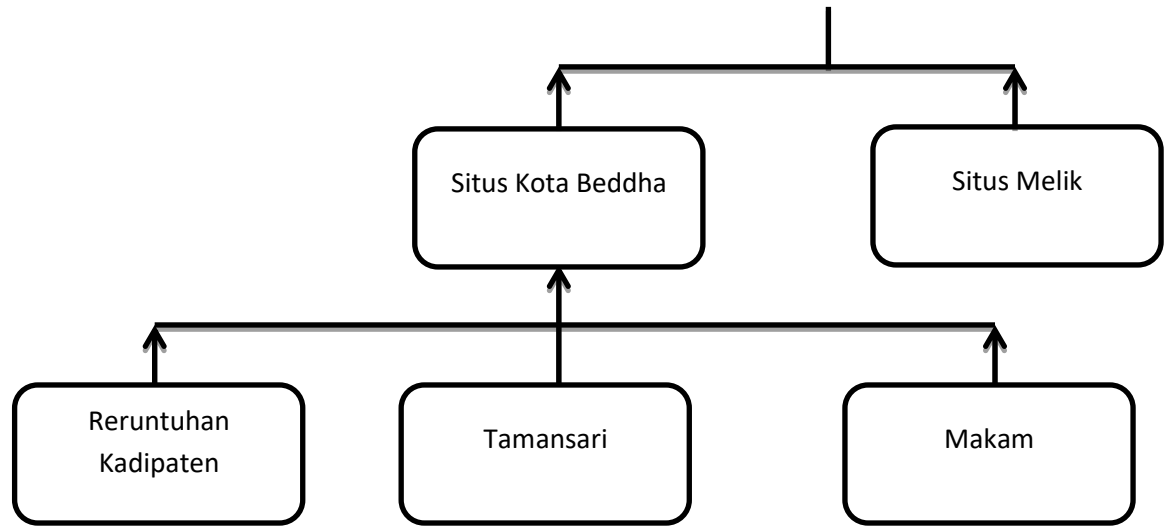 Situs Kota Beddha
Situs Melik
Reruntuhan
Kadipaten
Tamansari
Makam